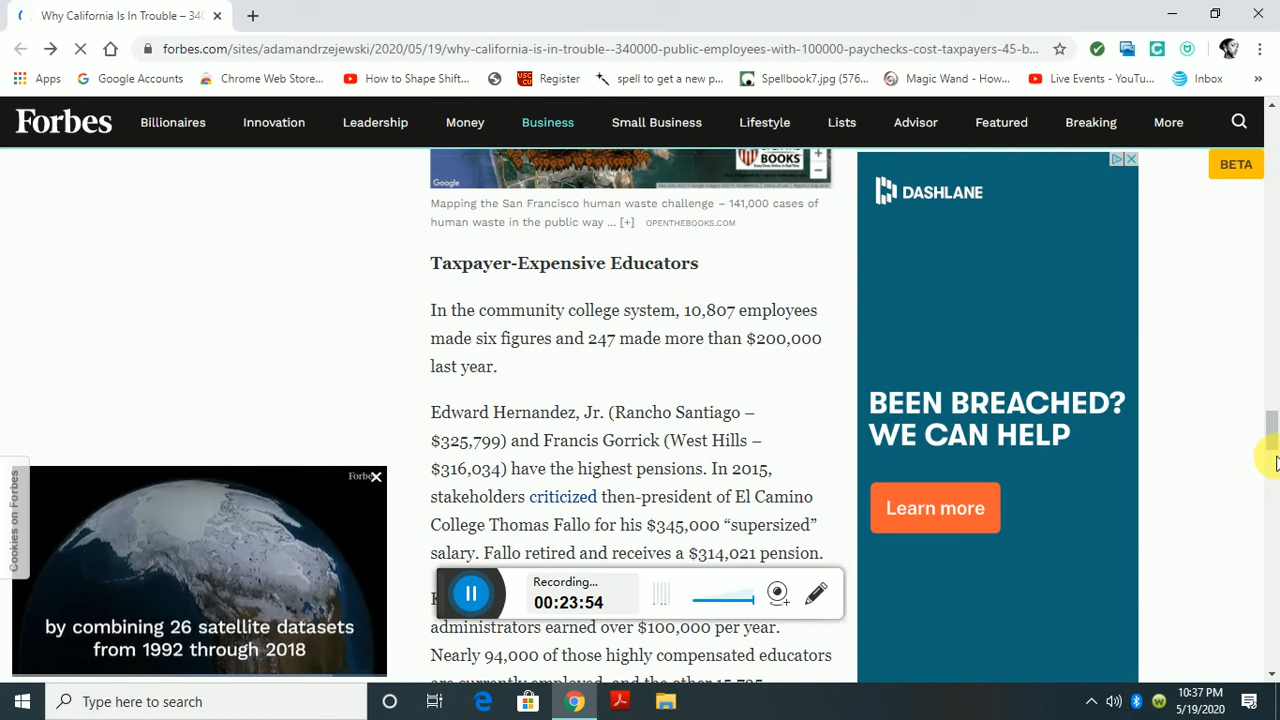 Why California Is In Trouble – 340
forbes.com/sites/adamandrzejewski/2020/05/19/why-california-is-in-trouble--340000-public-employees-with-100000-paychecks-cost-taxpayers-45-b...
Apps
Google Accounts
Chrome Web Store...
How to Shape Shift...
Register
spell to get a new p...
Spellbook7.jpg (576...
Magic Wand - How...
Live Events - YouTu...
Inbox
»
Forbes
Billionaires
Innovation
Leadership
Money
Business
Small Business
Lifestyle
Lists
Advisor
Featured
Breaking
More
BETA
BOOKS
Google
Mapping the San Francisco human waste challenge – 141,000 cases of
human waste in the public way ... [+] OPENTHEBOOKS.COM
Taxpayer-Expensive Educators
In the community college system, 10,807 employees
made six figures and 247 made more than $200,000
last year.
Edward Hernandez, Jr. (Rancho Santiago –
$325,799) and Francis Gorrick (West Hills –
$316,034) have the highest pensions. In 2015,
stakeholders criticized then-president of El Camino
College Thomas Fallo for his $345,000 “supersized”
salary. Fallo retired and receives a $314,021 pension.
administrators earned over $100,000 per year.
Nearly 94,000 of those highly compensated educators
DASHLANE
BEEN BREACHED?
WE CAN HELP
Learn more
Cookies on Forbes
Forbes
by combining 26 satellite datasets
from 1992 through 2018
Recording...
00:23:54
Type here to search
10:37 PM
5/19/2020